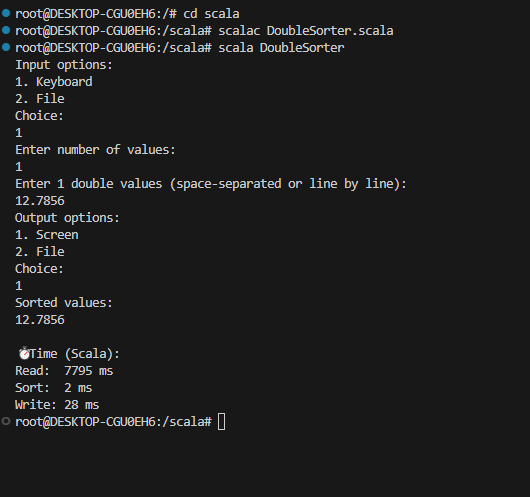 root@DESKTOP-CGU0EH6:/# cd scala
root@DESKTOP-CGU0EH6:/scala# scalac DoubleSorter.scala
root@DESKTOP-CGU0EH6:/scala# scala DoubleSorter
Input options:
1. Keyboard
2. File
Choice:
1
Enter number of values:
1
Enter 1 double values (space-separated or line by line):
12.7856
Output options:
1. Screen
2. File
Choice:
1
Sorted values:
12.7856
⏱Time (Scala):
Read:  7795 ms
Sort:  2 ms
Write: 28 ms
root@DESKTOP-CGU0EH6:/scala#